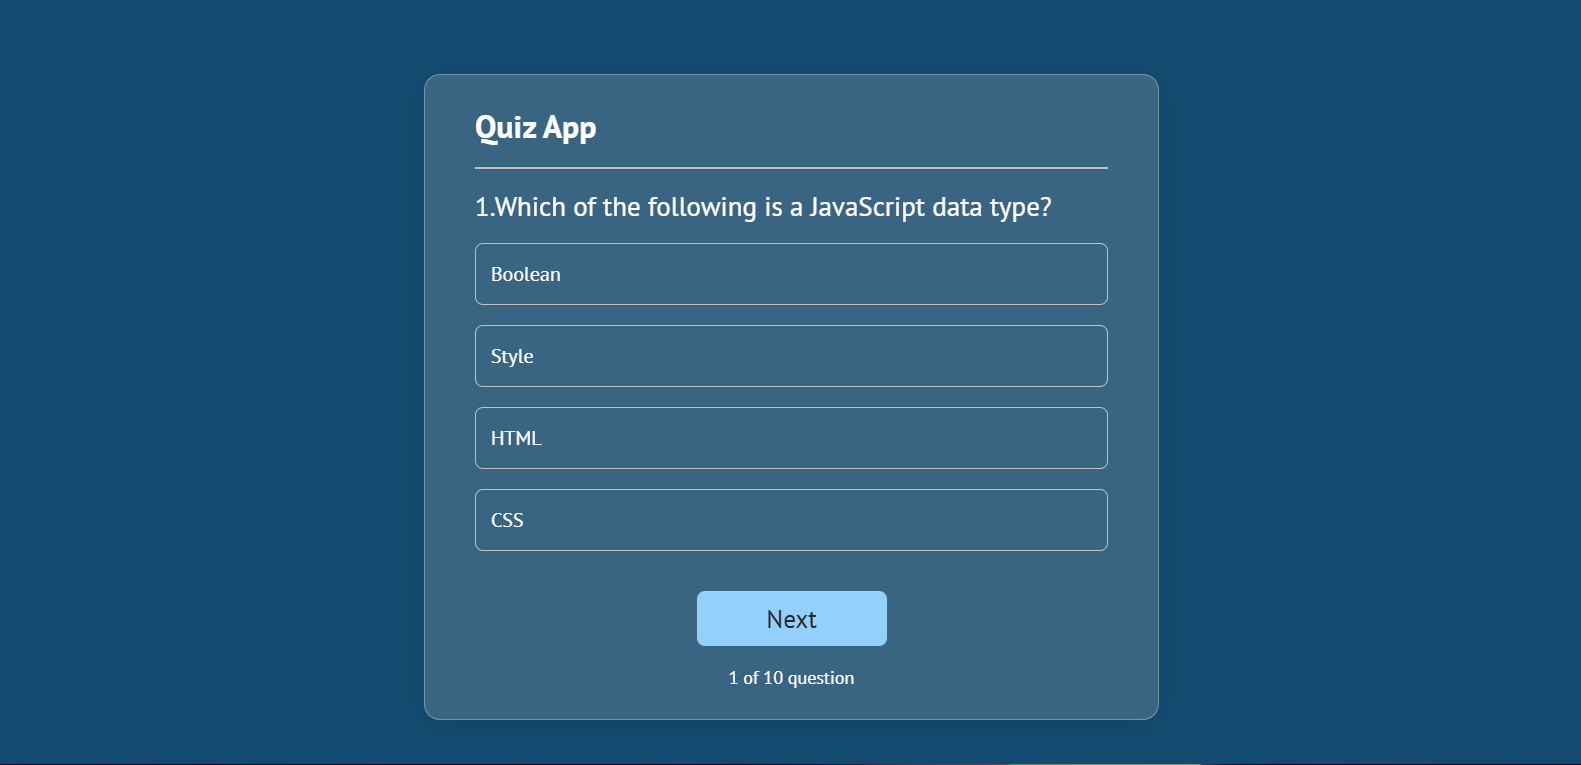 Quiz App
1.Which of the following is a JavaScript data type?
Boolean
Style
HTML
CSS
Next
1 of 10 question